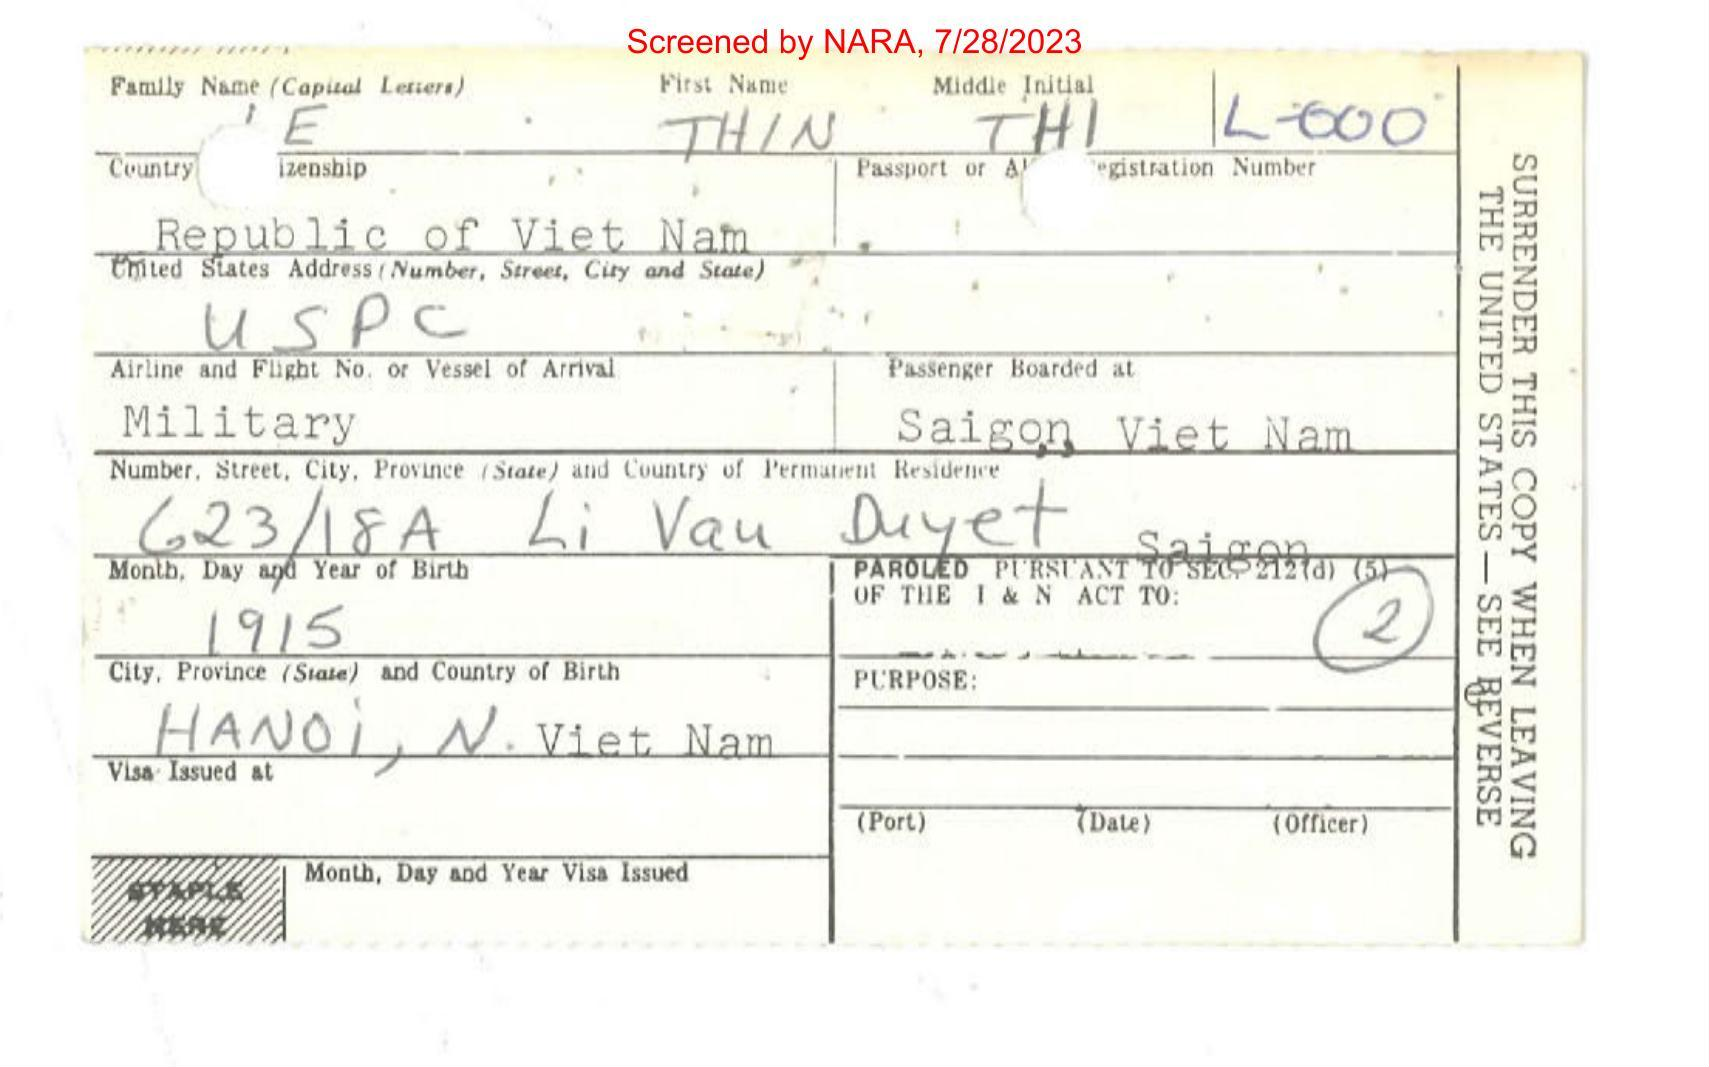 Screened by NARA, 7/28/2023
Family Name (Capital Letters) First Name Middle Initial
E THIN THI L-600
Country izenship Passport or Al egistration Number
Republic of Viet Nam
United States Address (Number, Street, City and State)
USPC
Airline and Flight No. or Vessel of Arrival Passenger Boarded at
Military Saigon, Viet Nam
Number, Street, City, Province (State) and Country of Permanent Residence
623/18A Li Van Duyet Saigon
Month, Day and Year of Birth PAROLED PURSUANT TO SEC. 212(d) (5)
OF THE I & N ACT TO:
1915 2
City, Province (State) and Country of Birth PURPOSE:
HANOi, N. Viet Nam
Visa Issued at
(Port) (Date) (Officer)
STAPLE HERE Month, Day and Year Visa Issued
SURRENDER THIS COPY WHEN LEAVING
THE UNITED STATES — SEE REVERSE